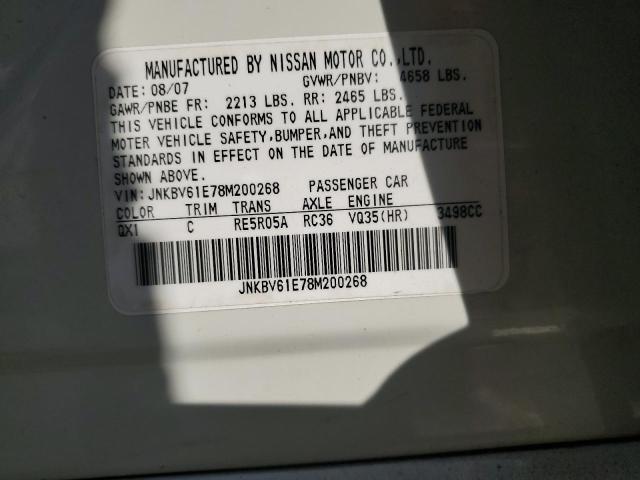 MANUFACTURED BY NISSAN MOTOR CO.,LTD.
DATE: 08/07 GVWR/PNBV: 4658 LBS.
GAWR/PNBE FR: 2213 LBS. RR: 2465 LBS.
THIS VEHICLE CONFORMS TO ALL APPLICABLE FEDERAL
MOTER VEHICLE SAFETY,BUMPER,AND THEFT PREVENTION
STANDARDS IN EFFECT ON THE DATE OF MANUFACTURE
SHOWN ABOVE.
VIN: JNKBV61E78M200268 PASSENGER CAR
COLOR TRIM TRANS AXLE ENGINE
QX1 C RE5R05A RC36 VQ35(HR) 3498CC
JNKBV61E78M200268